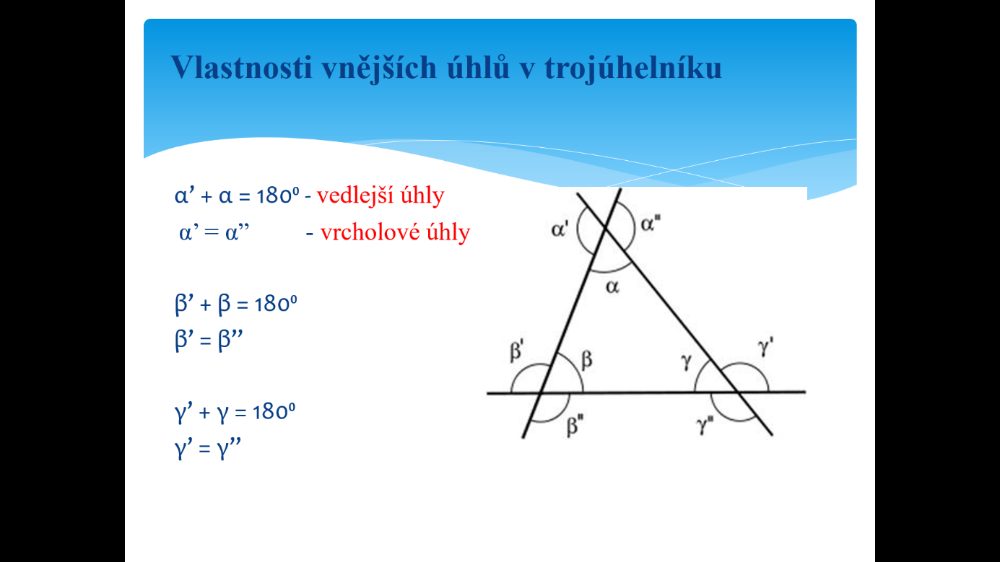 Vlastnosti vnějších úhlů v trojúhelníku
α’ + α = 180⁰ - vedlejší úhly
α’ = α” - vrcholové úhly
β’ + β = 180⁰
β’ = β’’
γ’ + γ = 180⁰
γ’ = γ’’
α' α"
α
β' β γ γ'
β" γ"